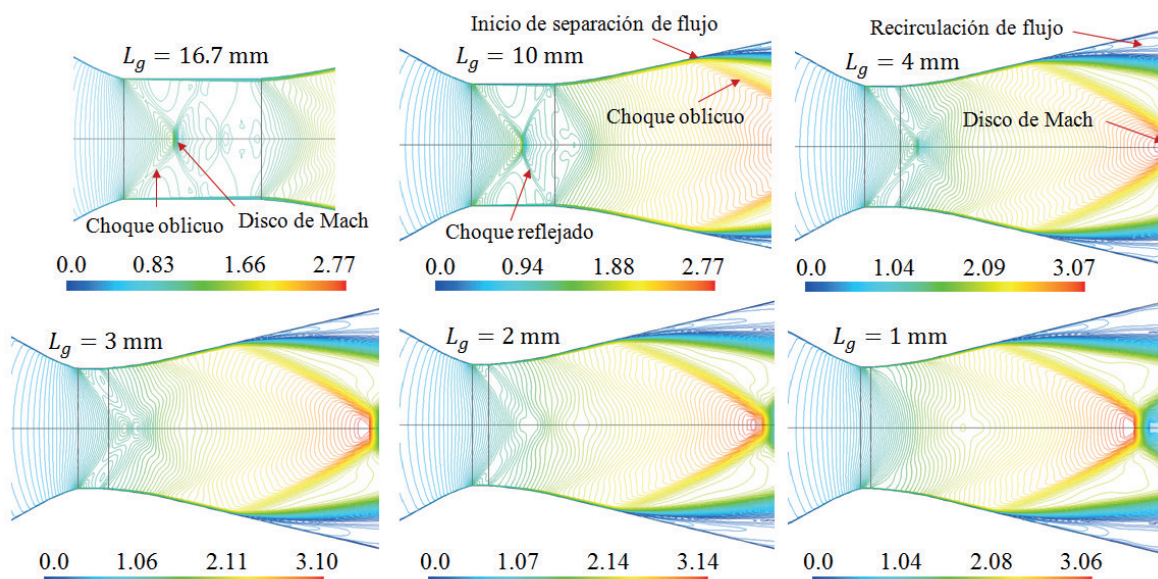 Inicio de separación de flujo
Recirculación de flujo
L_g = 16.7 mm
L_g = 10 mm
L_g = 4 mm
Choque oblicuo
Disco de Mach
Choque oblicuo
Disco de Mach
Choque reflejado
0.0 0.83 1.66 2.77
0.0 0.94 1.88 2.77
0.0 1.04 2.09 3.07
L_g = 3 mm
L_g = 2 mm
L_g = 1 mm
0.0 1.06 2.11 3.10
0.0 1.07 2.14 3.14
0.0 1.04 2.08 3.06